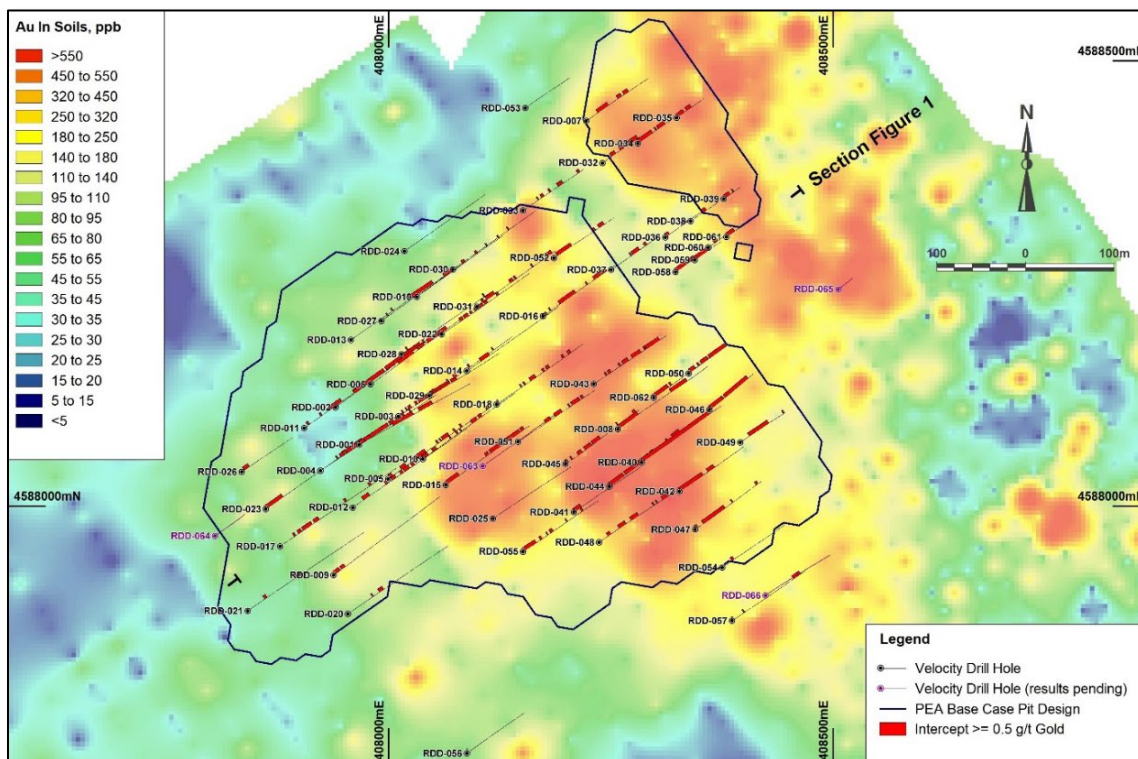 Au In Soils, ppb
>550
450 to 550
320 to 450
250 to 320
180 to 250
140 to 180
110 to 140
95 to 110
80 to 95
65 to 80
55 to 65
45 to 55
35 to 45
30 to 35
25 to 30
20 to 25
15 to 20
5 to 15
<5
408000mE
408500mE
4588500mN
RDD-053
RDD-007
RDD-035
RDD-034
RDD-032
Section Figure 1
N
RDD-039
RDD-033
RDD-038
RDD-036
RDD-061
RDD-060
RDD-024
RDD-052
RDD-059
RDD-030
RDD-037
RDD-058
100
0
100m
RDD-065
RDD-031
RDD-016
RDD-027
RDD-022
RDD-013
RDD-028
RDD-014
RDD-050
RDD-006
RDD-043
RDD-029
RDD-062
RDD-002
RDD-018
RDD-003
RDD-046
RDD-011
RDD-008
RDD-001
RDD-051
RDD-049
RDD-010
RDD-063
RDD-045
RDD-040
RDD-026
RDD-004
RDD-005
RDD-015
RDD-044
RDD-042
4588000mN
4588000mN
RDD-023
RDD-012
RDD-041
RDD-025
RDD-047
RDD-064
RDD-017
RDD-048
RDD-055
RDD-009
RDD-054
RDD-066
RDD-021
RDD-020
RDD-057
RDD-056
408000mE
408500mE
Legend
Velocity Drill Hole
Velocity Drill Hole (results pending)
PEA Base Case Pit Design
Intercept >= 0.5 g/t Gold